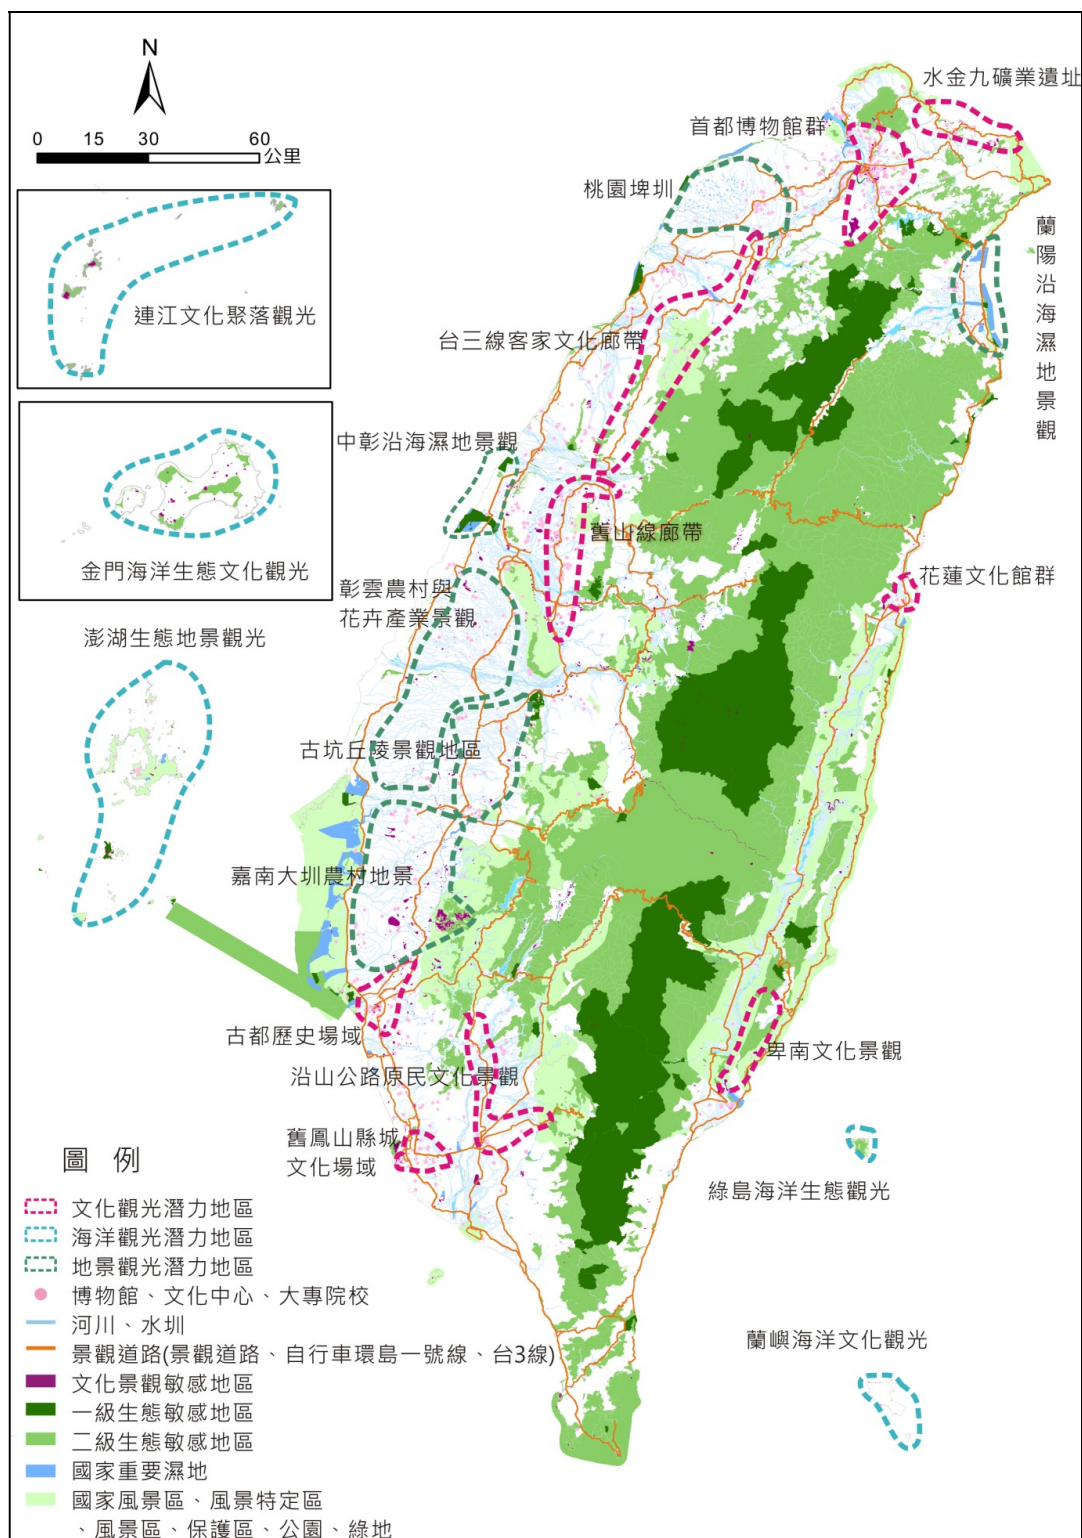 N
0 15 30 60
公里
水金九礦業遺址
首都博物館群
桃園埤圳
蘭陽沿海濕地景觀
連江文化聚落觀光
台三線客家文化廊帶
中彰沿海濕地景觀
舊山線廊帶
金門海洋生態文化觀光
花蓮文化館群
彰雲農村與
花卉產業景觀
澎湖生態地景觀光
古坑丘陵景觀地區
嘉南大圳農村地景
古都歷史場域
卑南文化景觀
沿山公路原民文化景觀
舊鳳山縣城
文化場域
綠島海洋生態觀光
蘭嶼海洋文化觀光
圖 例
文化觀光潛力地區
海洋觀光潛力地區
地景觀光潛力地區
博物館、文化中心、大專院校
河川、水圳
景觀道路(景觀道路、自行車環島一號線、台3線)
文化景觀敏感地區
一級生態敏感地區
二級生態敏感地區
國家重要濕地
國家風景區、風景特定區
、風景區、保護區、公園、綠地